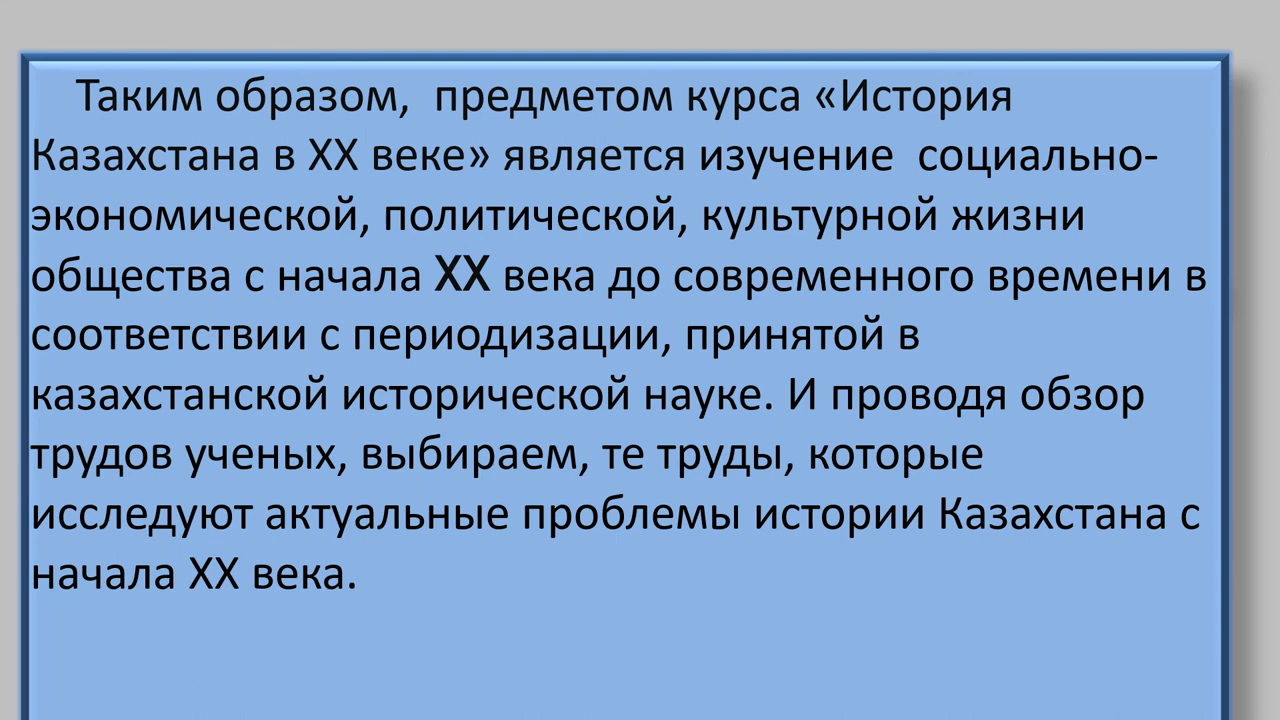 Таким образом,  предметом курса «История
Казахстана в XX веке» является изучение  социально-
экономической, политической, культурной жизни
общества с начала XX века до современного времени в
соответствии с периодизации, принятой в
казахстанской исторической науке. И проводя обзор
трудов ученых, выбираем, те труды, которые
исследуют актуальные проблемы истории Казахстана с
начала XX века.